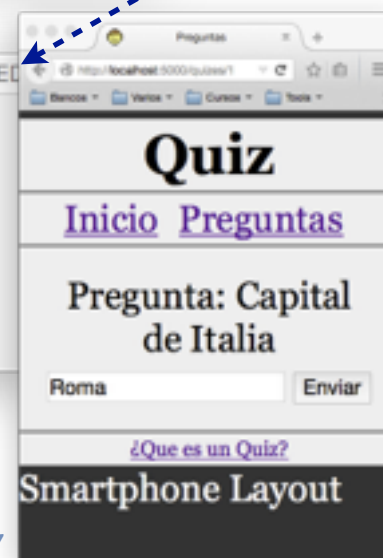 Preguntas
http://localhost:5000/quizes/1
Bancos Varios Cursos Tools
Quiz
Inicio Preguntas
Pregunta: Capital
de Italia
Roma Enviar
¿Que es un Quiz?
Smartphone Layout